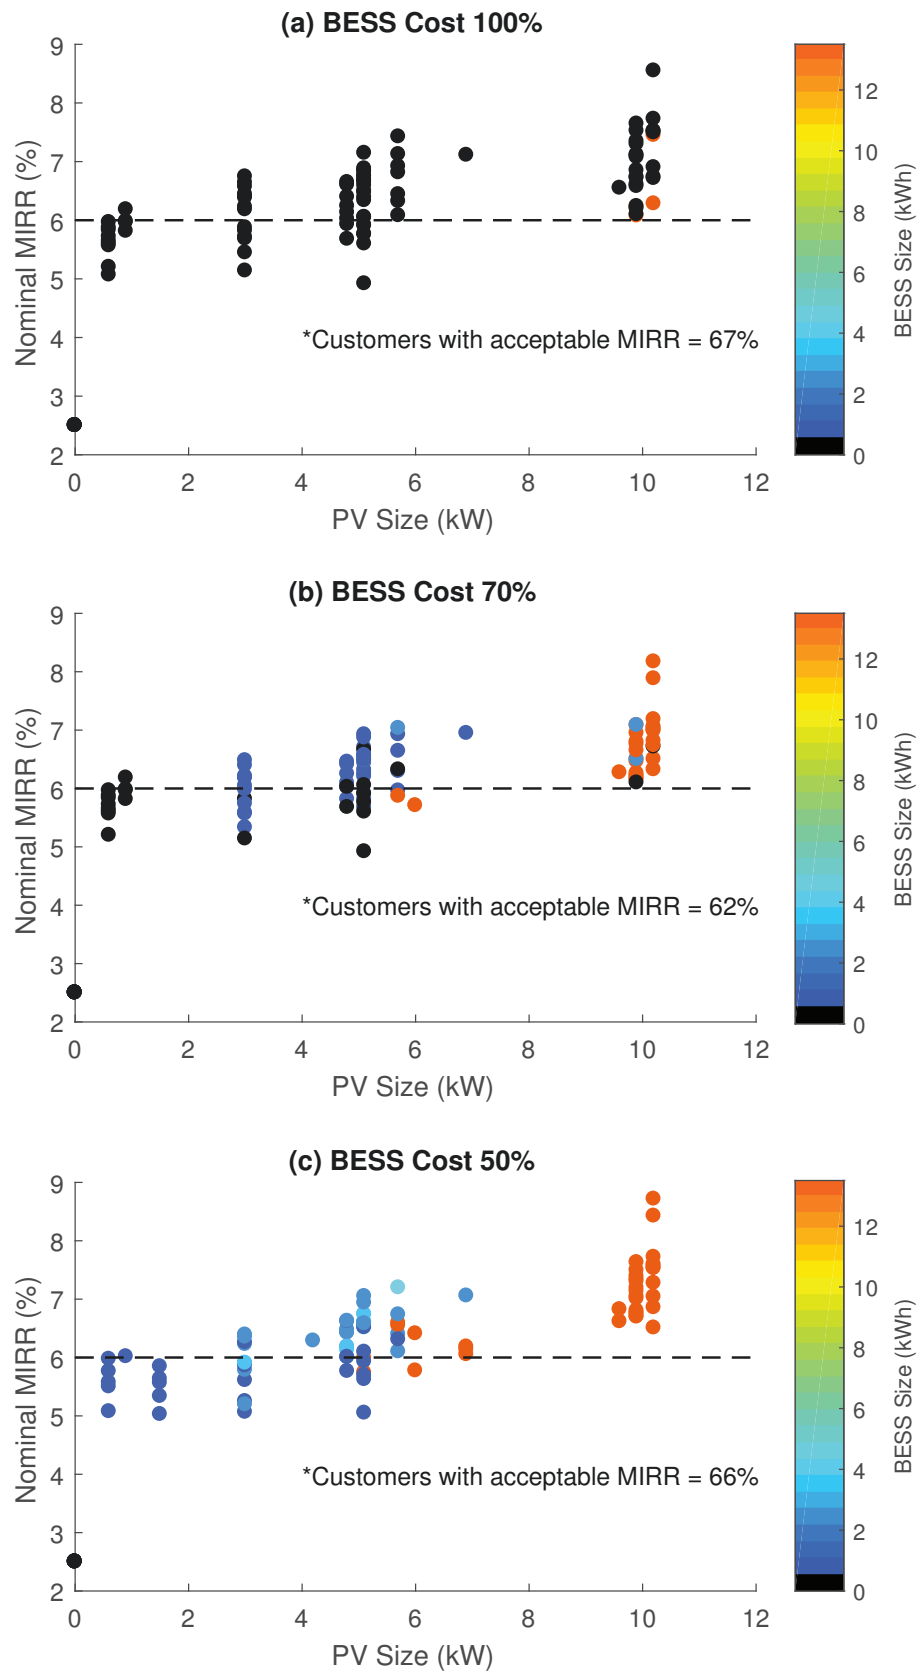 (a) BESS Cost 100%
9
8
7
6
5
4
3
2
Nominal MIRR (%)
*Customers with acceptable MIRR = 67%
0 2 4 6 8 10 12
PV Size (kW)
12
10
8
6
4
2
0
BESS Size (kWh)
(b) BESS Cost 70%
9
8
7
6
5
4
3
2
Nominal MIRR (%)
*Customers with acceptable MIRR = 62%
0 2 4 6 8 10 12
PV Size (kW)
12
10
8
6
4
2
0
BESS Size (kWh)
(c) BESS Cost 50%
9
8
7
6
5
4
3
2
Nominal MIRR (%)
*Customers with acceptable MIRR = 66%
0 2 4 6 8 10 12
PV Size (kW)
12
10
8
6
4
2
0
BESS Size (kWh)